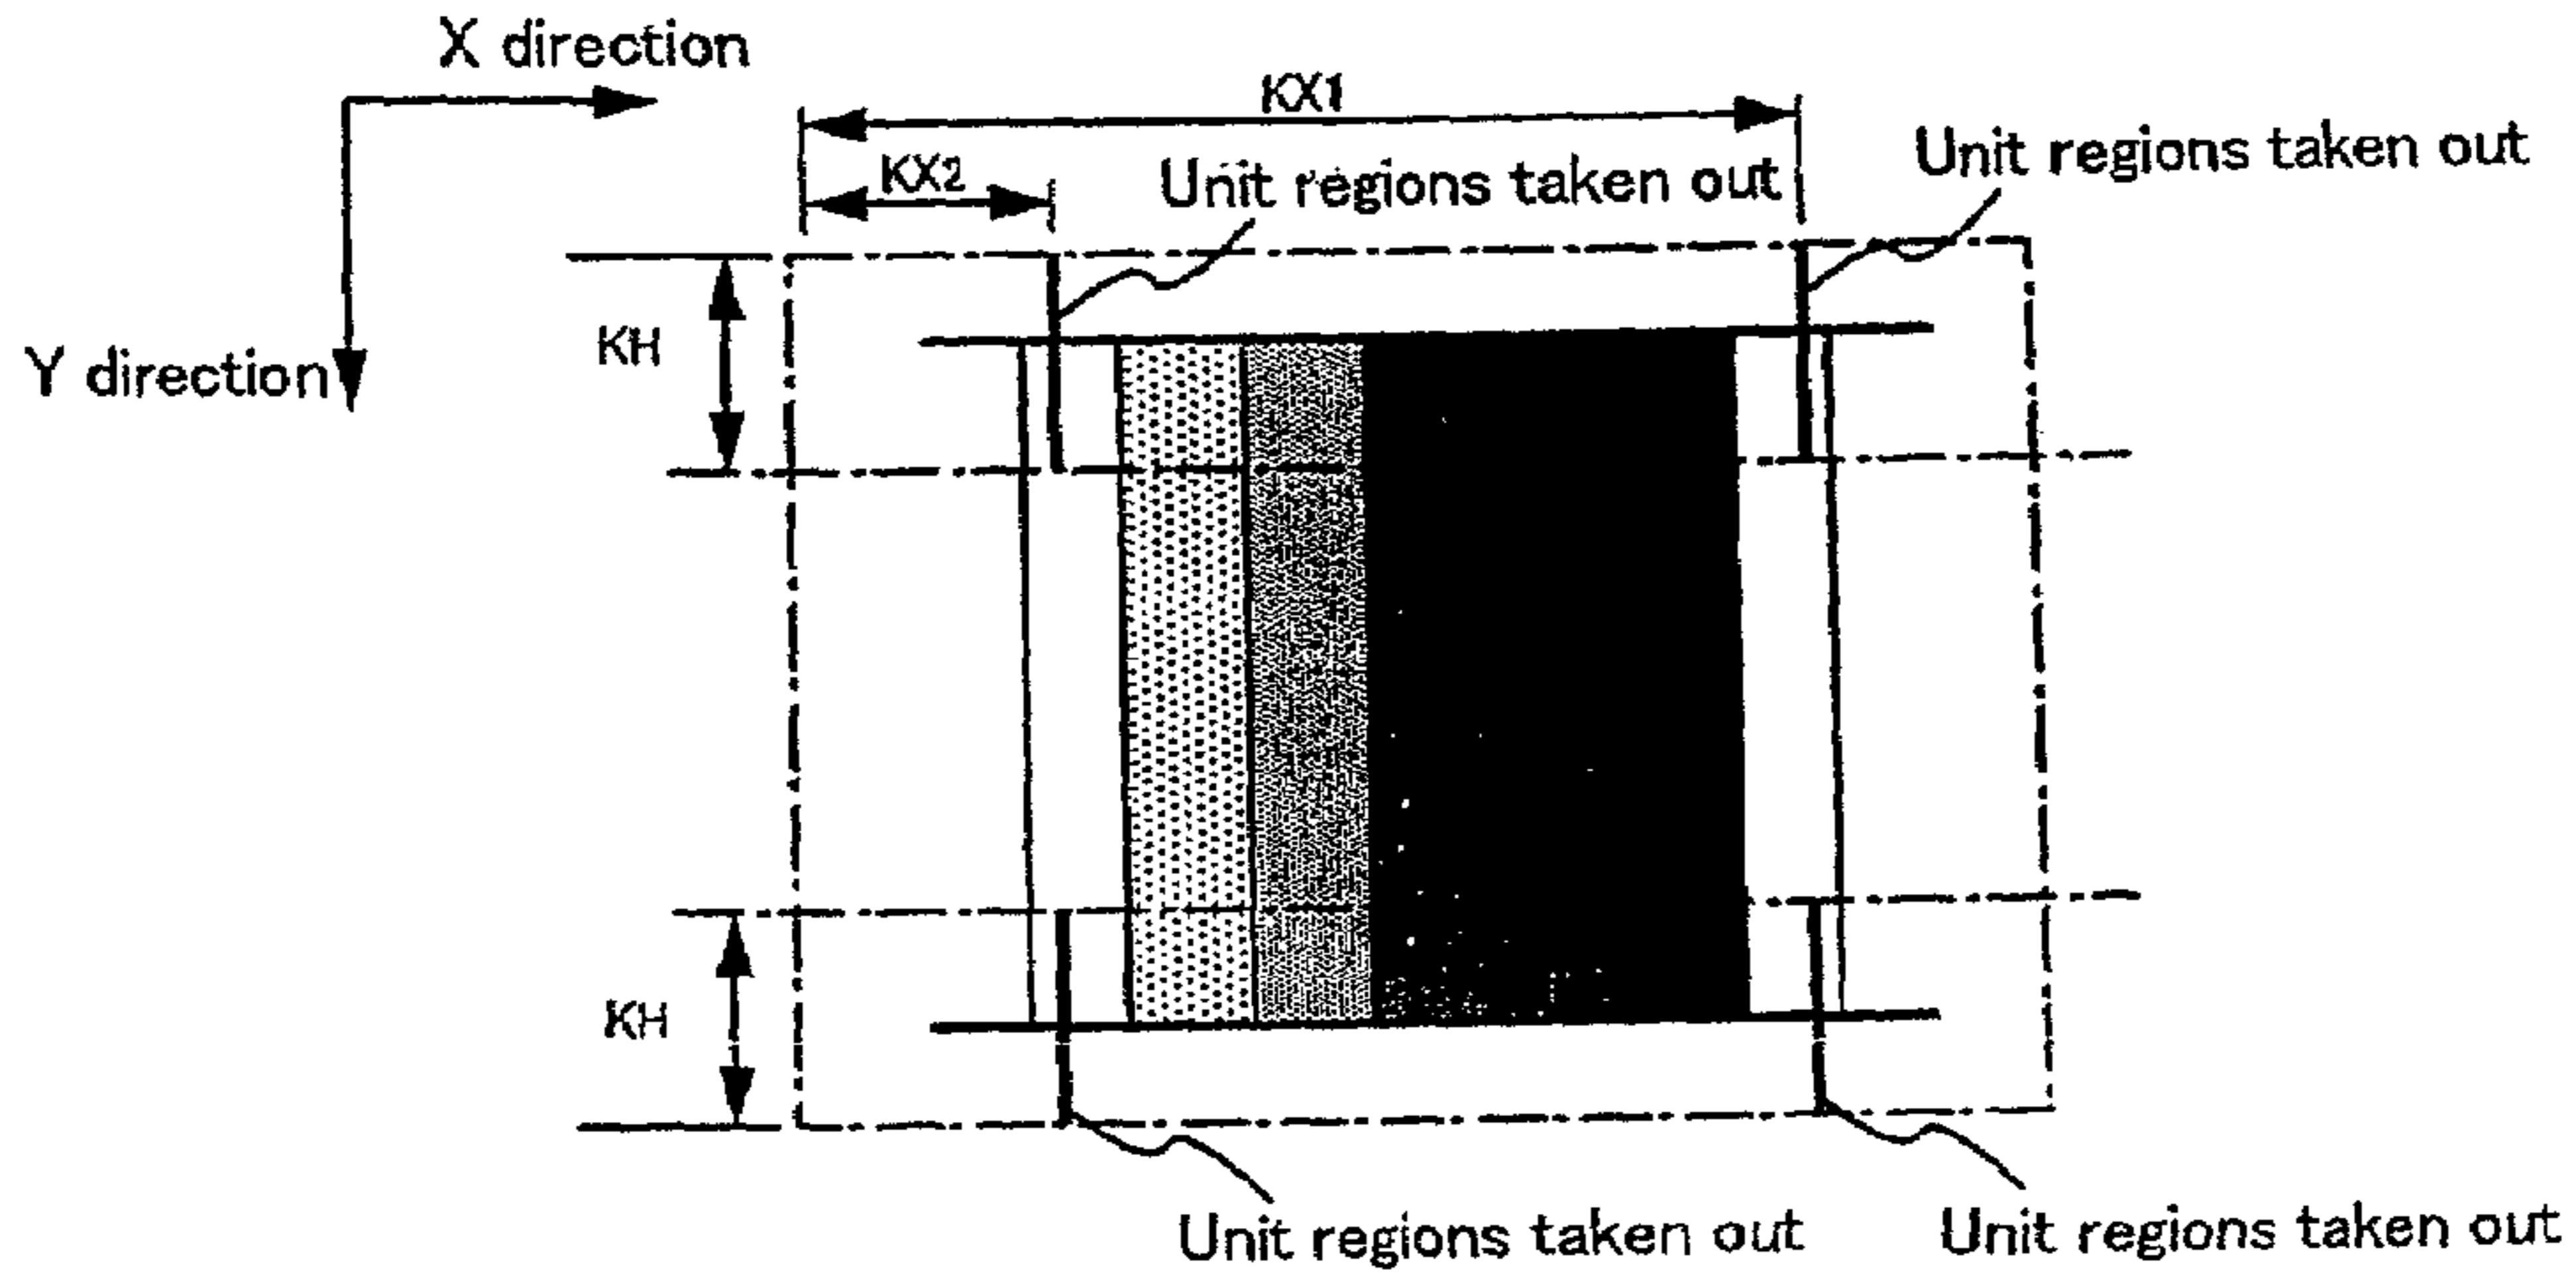 X direction
KX1
Unit regions taken out
KX2
Unit regions taken out
KH
Y direction
KH
Unit regions taken out
Unit regions taken out